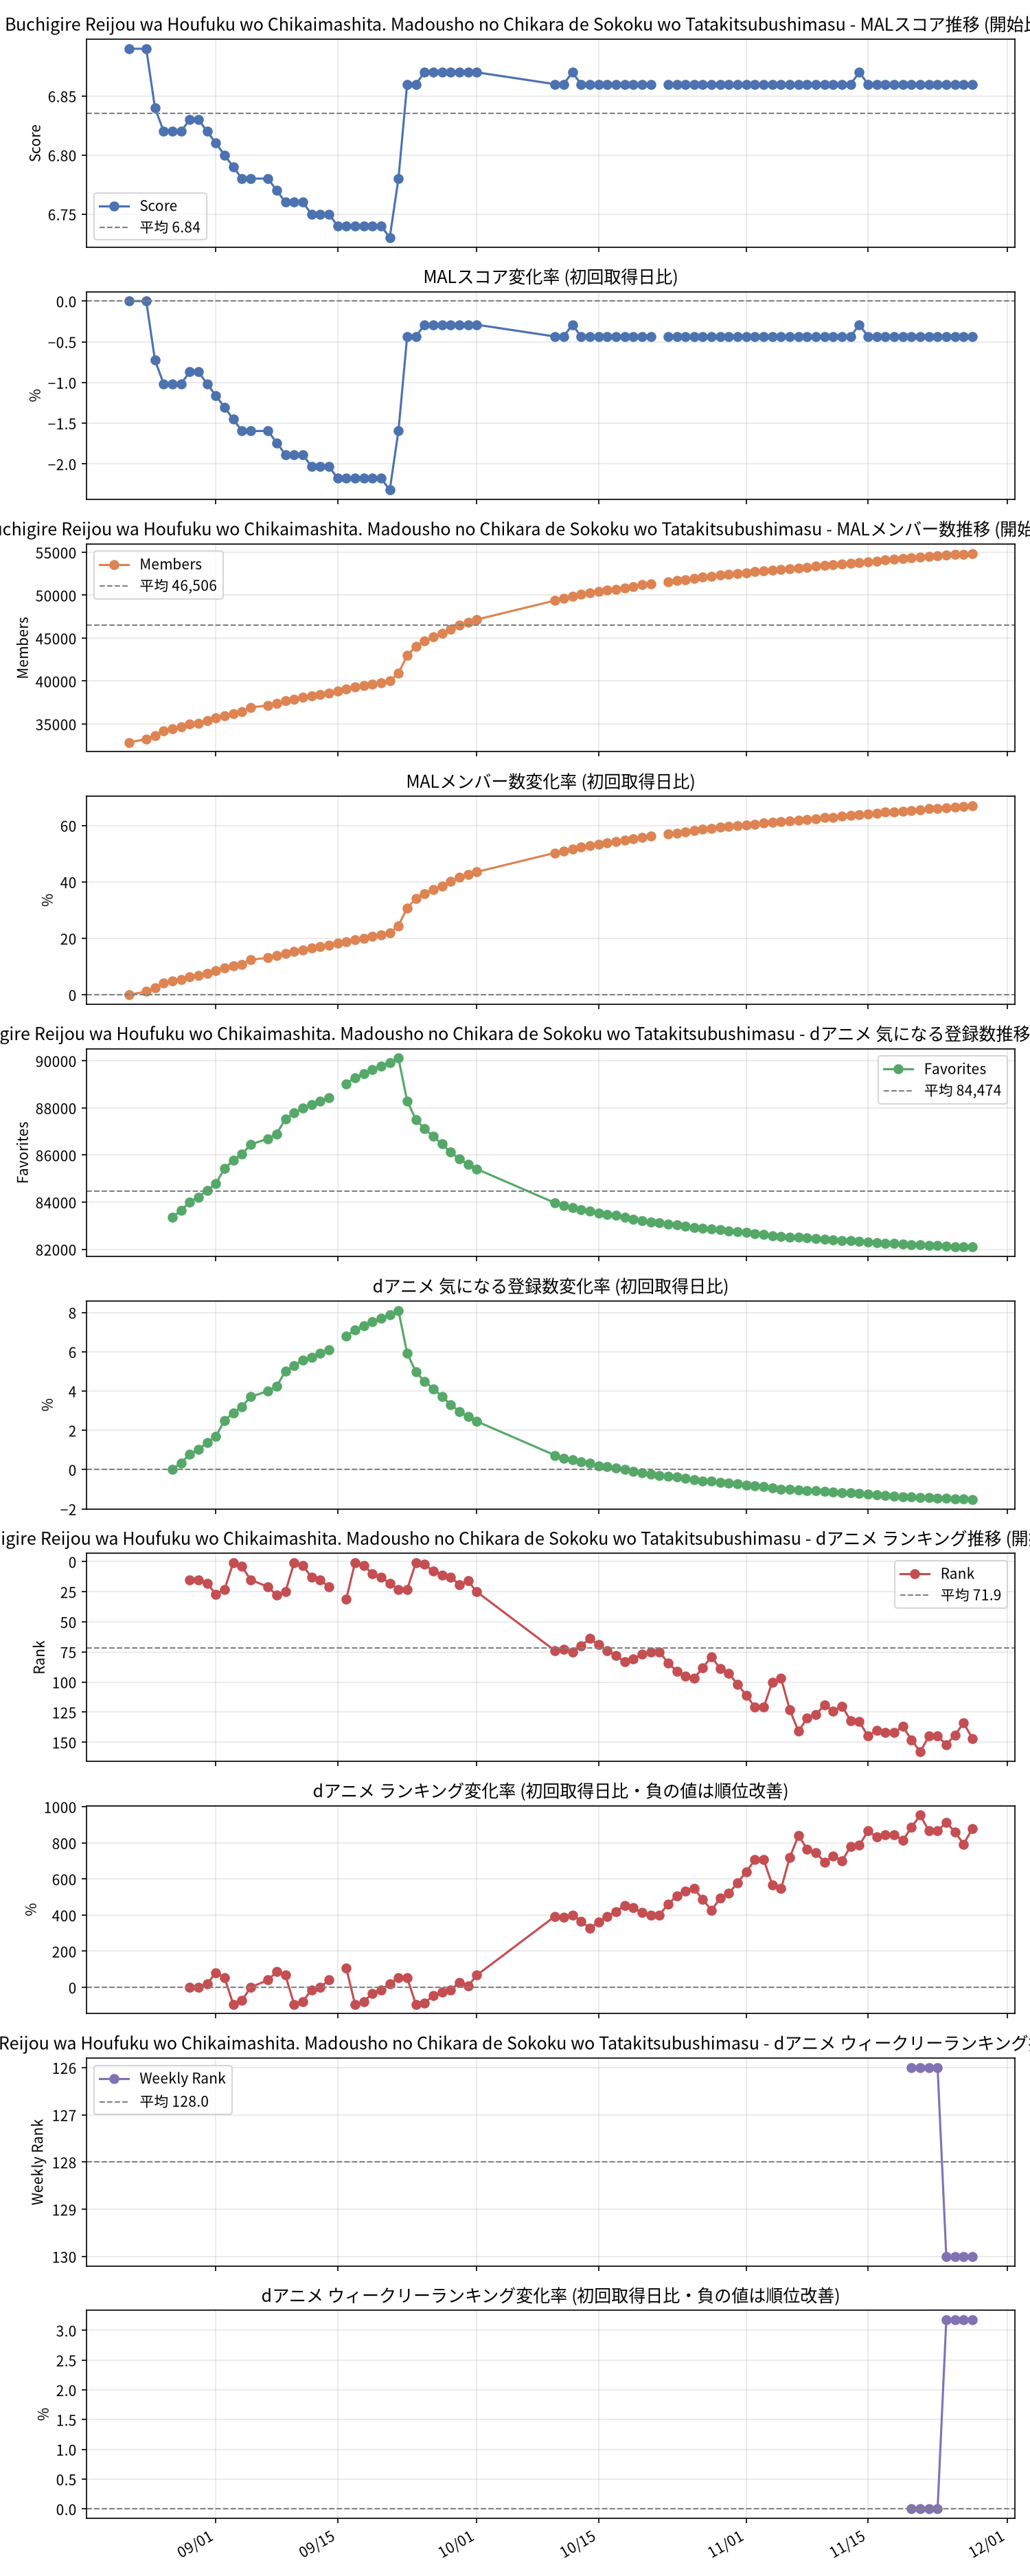 Buchigire Reijou wa Houfuku wo Chikaimashita. Madousho no Chikara de Sokoku wo Tatakitsubushimasu - MALスコア推移 (開始
6.85
6.80
6.75
Score
Score
平均 6.84
MALスコア変化率 (初回取得日比)
0.0
−0.5
−1.0
−1.5
−2.0
%
uchigire Reijou wa Houfuku wo Chikaimashita. Madousho no Chikara de Sokoku wo Tatakitsubushimasu - MALメンバー数推移 (開始
55000
50000
45000
40000
35000
Members
Members
平均 46,506
MALメンバー数変化率 (初回取得日比)
60
40
20
0
%
gire Reijou wa Houfuku wo Chikaimashita. Madousho no Chikara de Sokoku wo Tatakitsubushimasu - dアニメ 気になる登録数推移
90000
88000
86000
84000
82000
Favorites
Favorites
平均 84,474
dアニメ 気になる登録数変化率 (初回取得日比)
8
6
4
2
0
−2
%
igire Reijou wa Houfuku wo Chikaimashita. Madousho no Chikara de Sokoku wo Tatakitsubushimasu - dアニメ ランキング推移 (開
0
25
50
75
100
125
150
Rank
Rank
平均 71.9
dアニメ ランキング変化率 (初回取得日比・負の値は順位改善)
1000
800
600
400
200
0
%
Reijou wa Houfuku wo Chikaimashita. Madousho no Chikara de Sokoku wo Tatakitsubushimasu - dアニメ ウィークリーランキング
126
127
128
129
130
Weekly Rank
Weekly Rank
平均 128.0
dアニメ ウィークリーランキング変化率 (初回取得日比・負の値は順位改善)
3.0
2.5
2.0
1.5
1.0
0.5
0.0
%
09/01
09/15
10/01
10/15
11/01
11/15
12/01